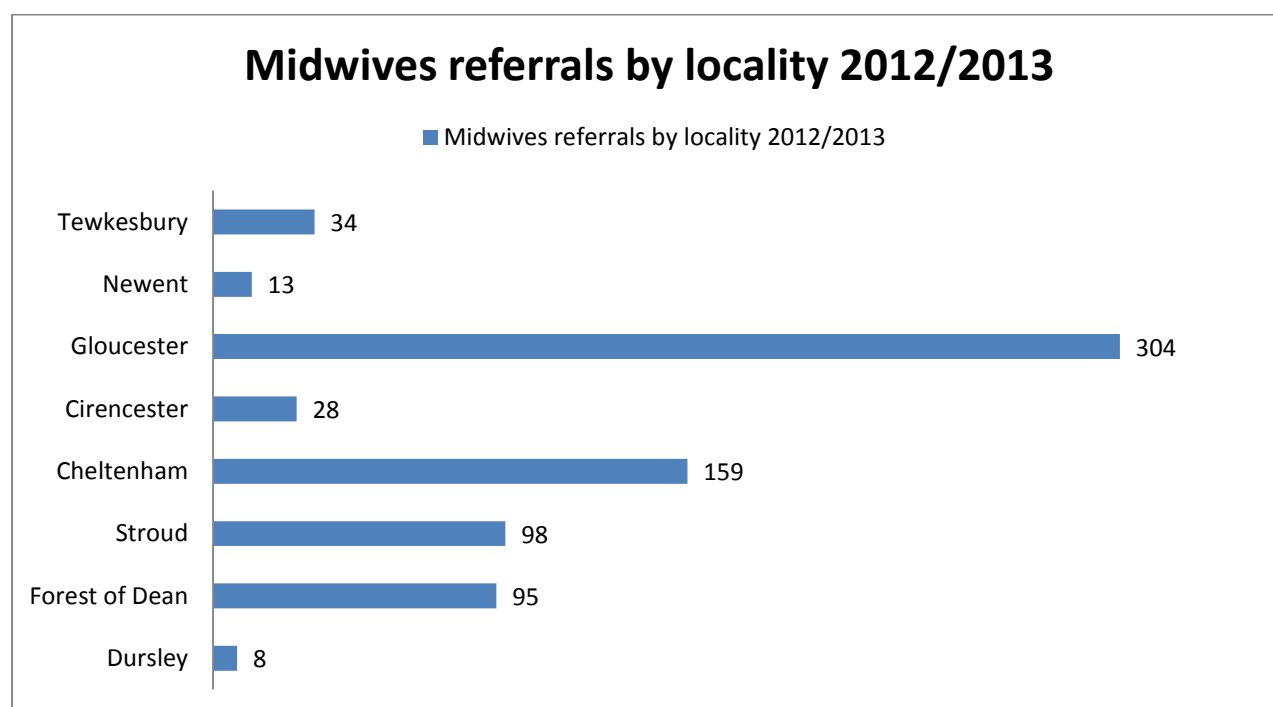 Midwives referrals by locality 2012/2013
Midwives referrals by locality 2012/2013
Tewkesbury 34
Newent 13
Gloucester 304
Cirencester 28
Cheltenham 159
Stroud 98
Forest of Dean 95
Dursley 8